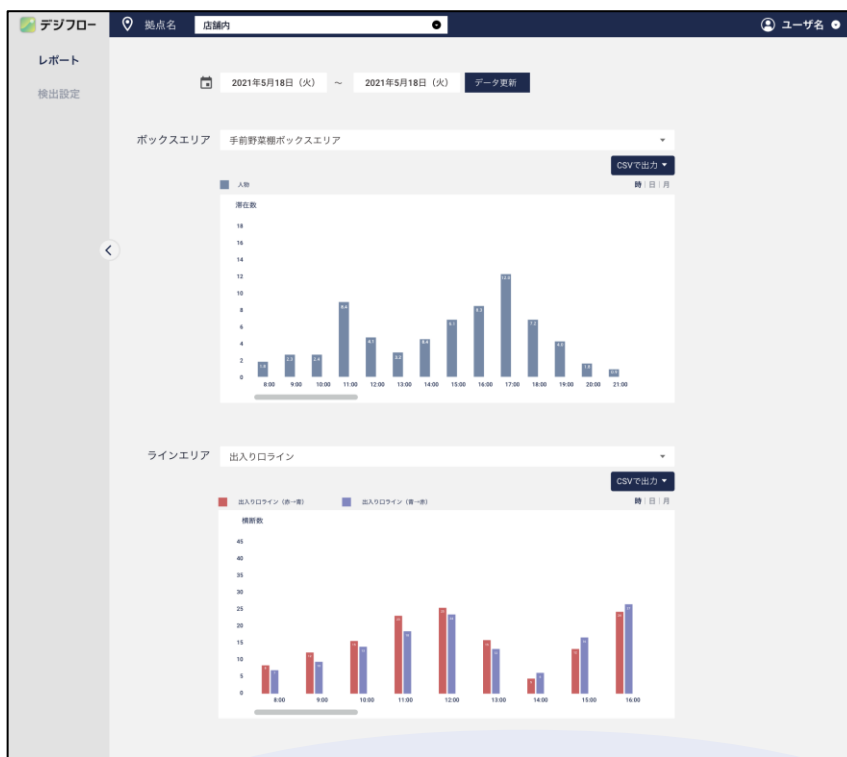 デジフロー
拠点名 店舗内
ユーザ名
レポート
検出設定
2021年5月18日（火） ～ 2021年5月18日（火） データ更新
ボックスエリア 手前野菜棚ボックスエリア
CSVで出力
人物
時 | 日 | 月
滞在数
18
16
14
12
10
8
6
4
2
0
8:00 9:00 10:00 11:00 12:00 13:00 14:00 15:00 16:00 17:00 18:00 19:00 20:00 21:00
ラインエリア 出入り口ライン
CSVで出力
出入り口ライン（赤→青） 出入り口ライン（青→赤）
時 | 日 | 月
横断数
45
40
35
30
25
20
15
10
5
0
8:00 9:00 10:00 11:00 12:00 13:00 14:00 15:00 16:00